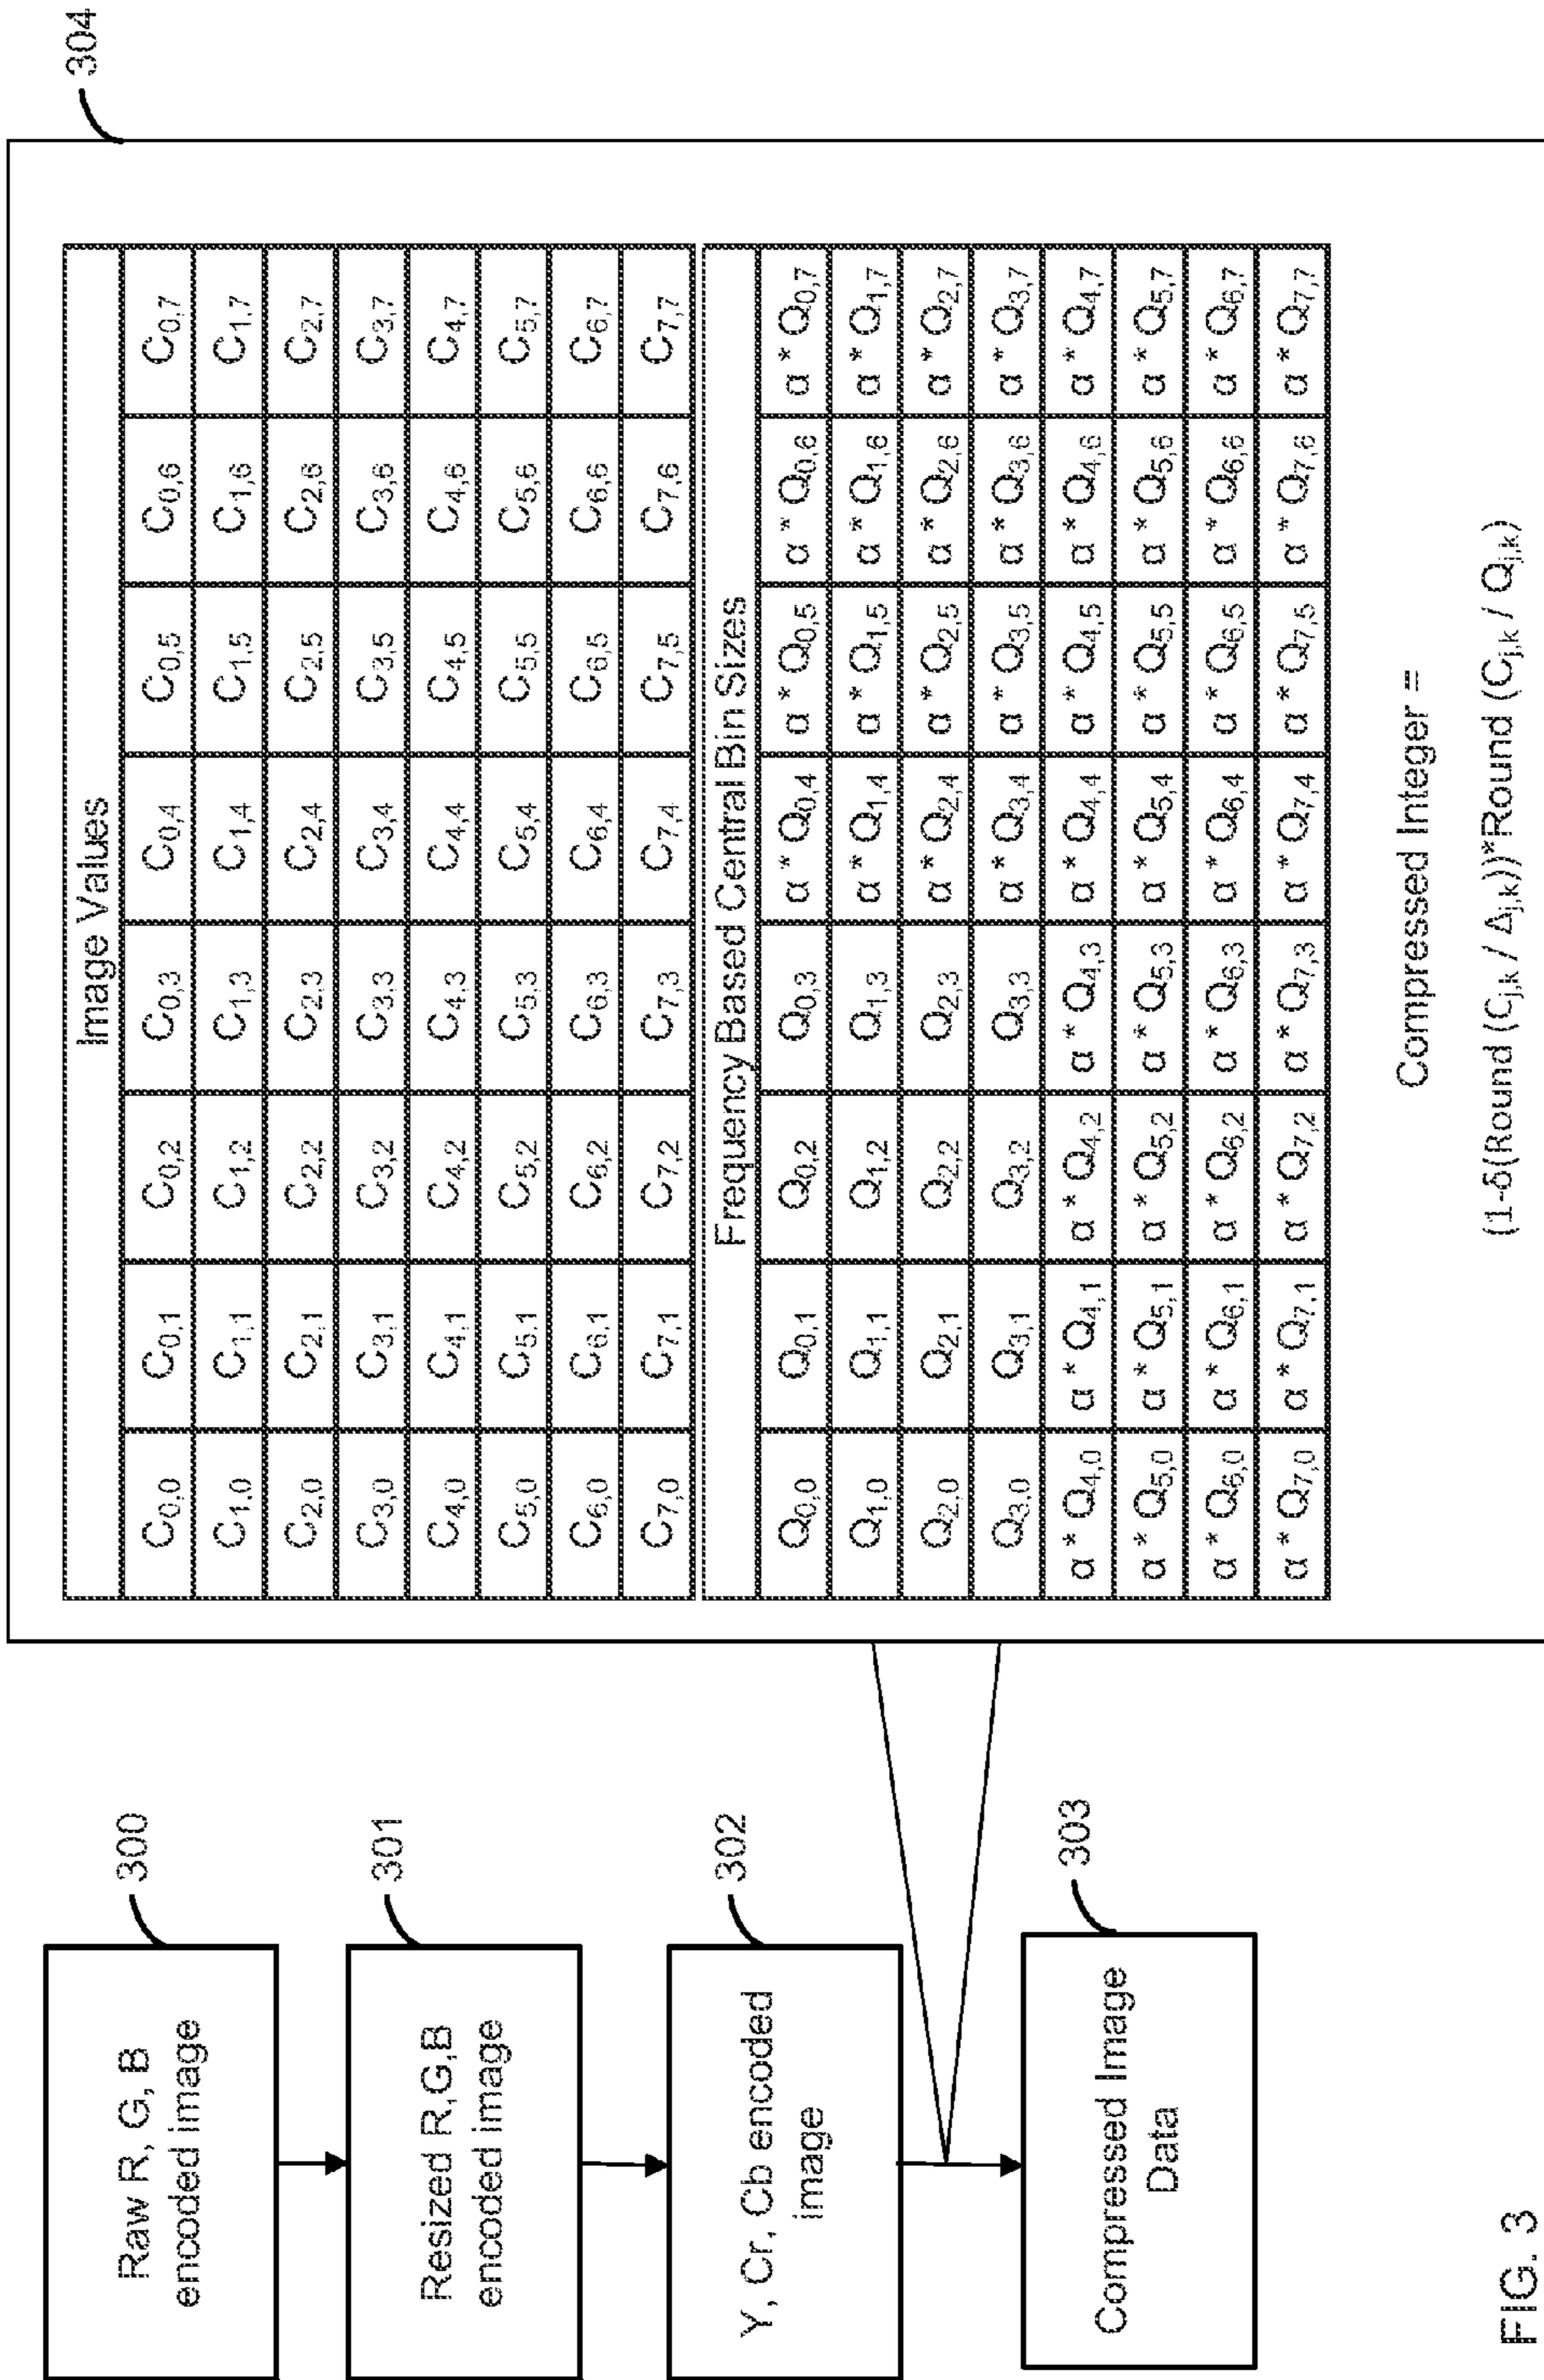 Raw R, G, B
encoded image
300
Resized R,G,B
encoded image
301
Y, Cr, Cb encoded
image
302
Compressed Image
Data
303
304
Image Values
C0,0 C0,1 C0,2 C0,3 C0,4 C0,5 C0,6 C0,7
C1,0 C1,1 C1,2 C1,3 C1,4 C1,5 C1,6 C1,7
C2,0 C2,1 C2,2 C2,3 C2,4 C2,5 C2,6 C2,7
C3,0 C3,1 C3,2 C3,3 C3,4 C3,5 C3,6 C3,7
C4,0 C4,1 C4,2 C4,3 C4,4 C4,5 C4,6 C4,7
C5,0 C5,1 C5,2 C5,3 C5,4 C5,5 C5,6 C5,7
C6,0 C6,1 C6,2 C6,3 C6,4 C6,5 C6,6 C6,7
C7,0 C7,1 C7,2 C7,3 C7,4 C7,5 C7,6 C7,7
Frequency Based Central Bin Sizes
Q0,0 Q0,1 Q0,2 Q0,3 α * Q0,4 α * Q0,5 α * Q0,6 α * Q0,7
Q1,0 Q1,1 Q1,2 Q1,3 α * Q1,4 α * Q1,5 α * Q1,6 α * Q1,7
Q2,0 Q2,1 Q2,2 Q2,3 α * Q2,4 α * Q2,5 α * Q2,6 α * Q2,7
Q3,0 Q3,1 Q3,2 Q3,3 α * Q3,4 α * Q3,5 α * Q3,6 α * Q3,7
α * Q4,0 α * Q4,1 α * Q4,2 α * Q4,3 α * Q4,4 α * Q4,5 α * Q4,6 α * Q4,7
α * Q5,0 α * Q5,1 α * Q5,2 α * Q5,3 α * Q5,4 α * Q5,5 α * Q5,6 α * Q5,7
α * Q6,0 α * Q6,1 α * Q6,2 α * Q6,3 α * Q6,4 α * Q6,5 α * Q6,6 α * Q6,7
α * Q7,0 α * Q7,1 α * Q7,2 α * Q7,3 α * Q7,4 α * Q7,5 α * Q7,6 α * Q7,7
Compressed Integer =
(1-δ(Round (Cj,k / Δj,k))*Round (Cj,k / Qj,k)
FIG. 3